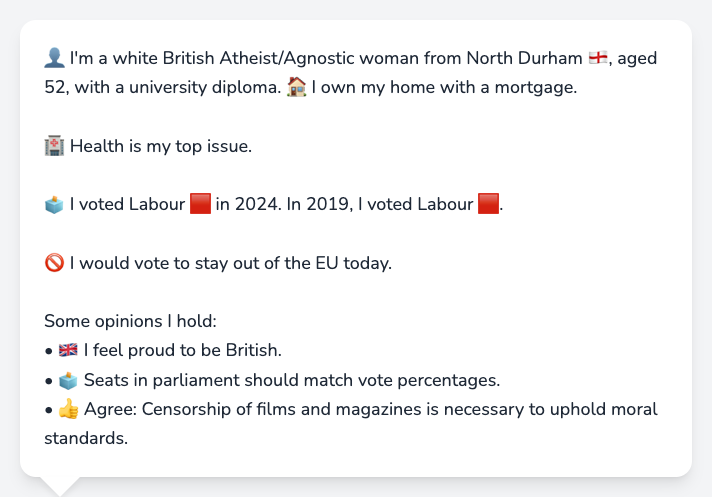 👤 I'm a white British Atheist/Agnostic woman from North Durham 🏴󠁧󠁢󠁥󠁮󠁧󠁿, aged
52, with a university diploma. 🏠 I own my home with a mortgage.
🏥 Health is my top issue.
🗳️ I voted Labour 🟥 in 2024. In 2019, I voted Labour 🟥.
🚫 I would vote to stay out of the EU today.
Some opinions I hold:
• 🇬🇧 I feel proud to be British.
• 🗳️ Seats in parliament should match vote percentages.
• 👍 Agree: Censorship of films and magazines is necessary to uphold moral
standards.